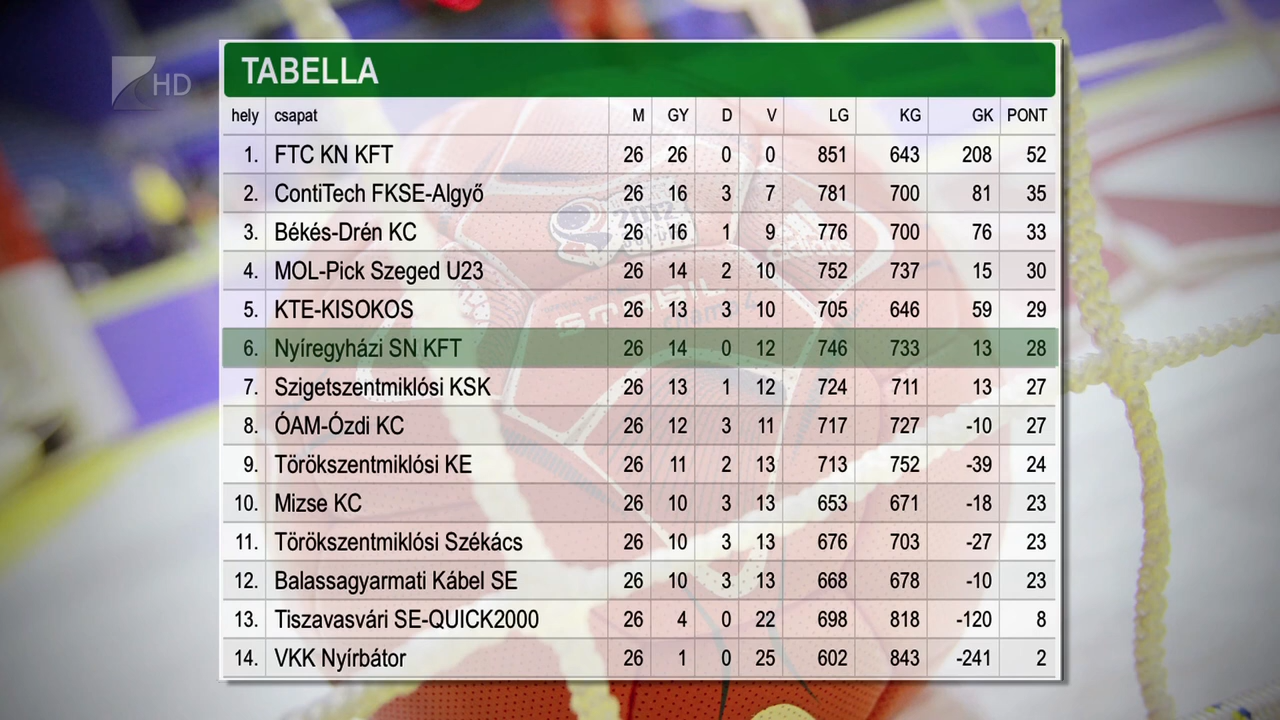 HD
TABELLA
hely csapat M GY D V LG KG GK PONT
1. FTC KN KFT 26 26 0 0 851 643 208 52
2. ContiTech FKSE-Algyő 26 16 3 7 781 700 81 35
3. Békés-Drén KC 26 16 1 9 776 700 76 33
4. MOL-Pick Szeged U23 26 14 2 10 752 737 15 30
5. KTE-KISOKOS 26 13 3 10 705 646 59 29
6. Nyíregyházi SN KFT 26 14 0 12 746 733 13 28
7. Szigetszentmiklósi KSK 26 13 1 12 724 711 13 27
8. ÓAM-Ózdi KC 26 12 3 11 717 727 -10 27
9. Törökszentmiklósi KE 26 11 2 13 713 752 -39 24
10. Mizse KC 26 10 3 13 653 671 -18 23
11. Törökszentmiklósi Székács 26 10 3 13 676 703 -27 23
12. Balassagyarmati Kábel SE 26 10 3 13 668 678 -10 23
13. Tiszavasvári SE-QUICK2000 26 4 0 22 698 818 -120 8
14. VKK Nyírbátor 26 1 0 25 602 843 -241 2